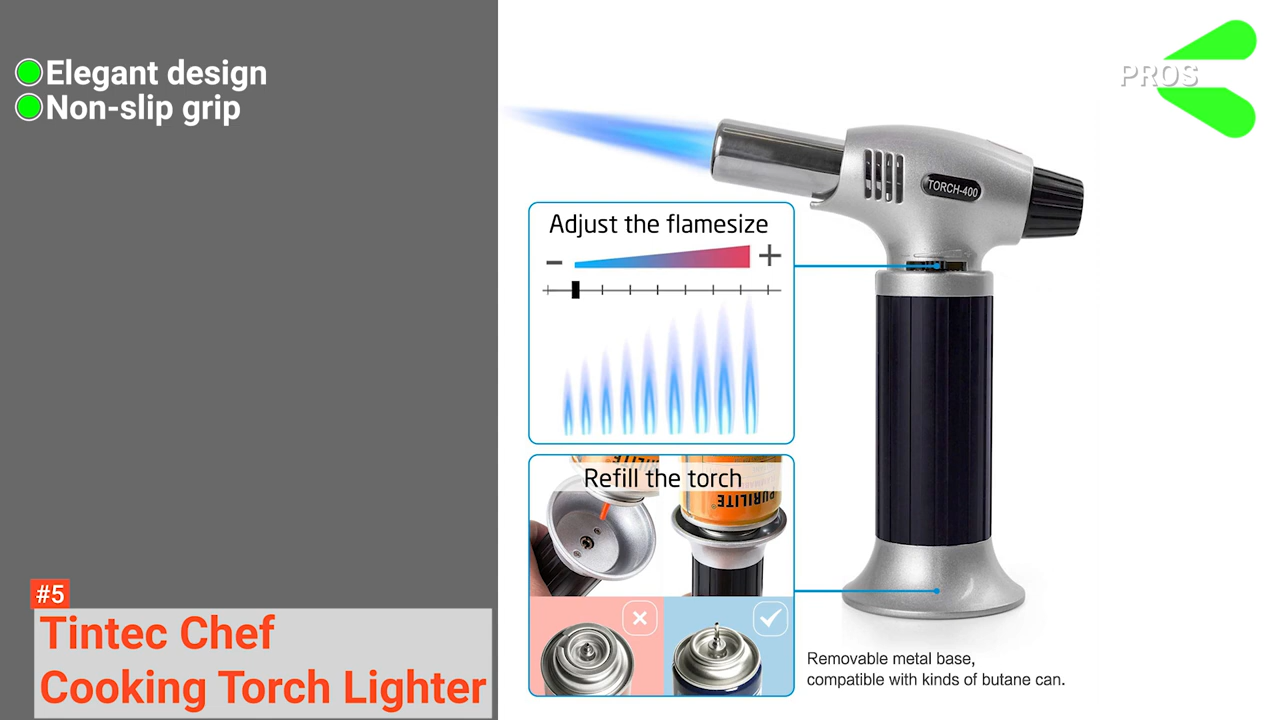 Elegant design
Non-slip grip
PROS
TORCH-400
Adjust the flamesize
- +
Refill the torch
PURILITE
#5
Tintec Chef
Cooking Torch Lighter
Removable metal base,
compatible with kinds of butane can.